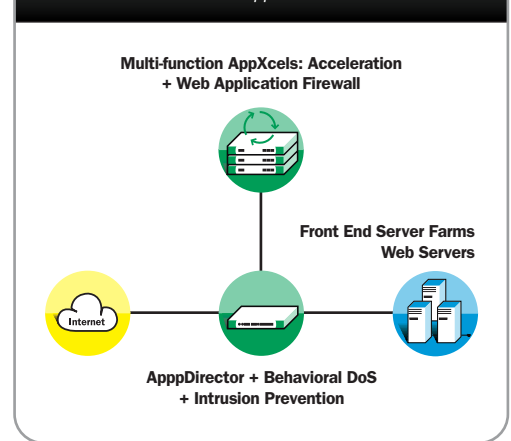 Multi-function AppXcels: Acceleration
+ Web Application Firewall
Front End Server Farms
Web Servers
Internet
ApppDirector + Behavioral DoS
+ Intrusion Prevention